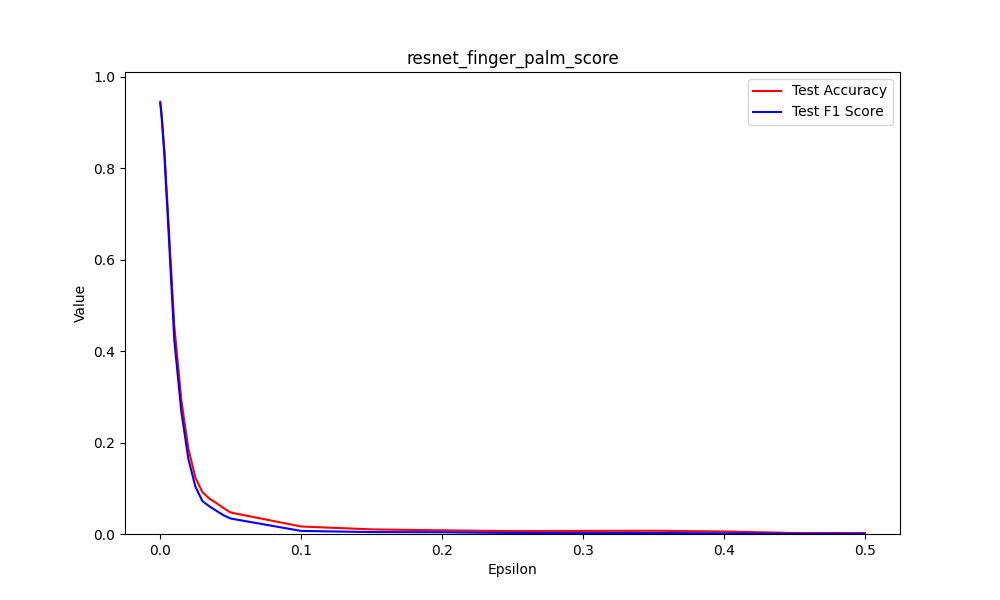 resnet_finger_palm_score
Test Accuracy
Test F1 Score
1.0
0.8
0.6
0.4
0.2
0.0
Value
0.0 0.1 0.2 0.3 0.4 0.5
Epsilon